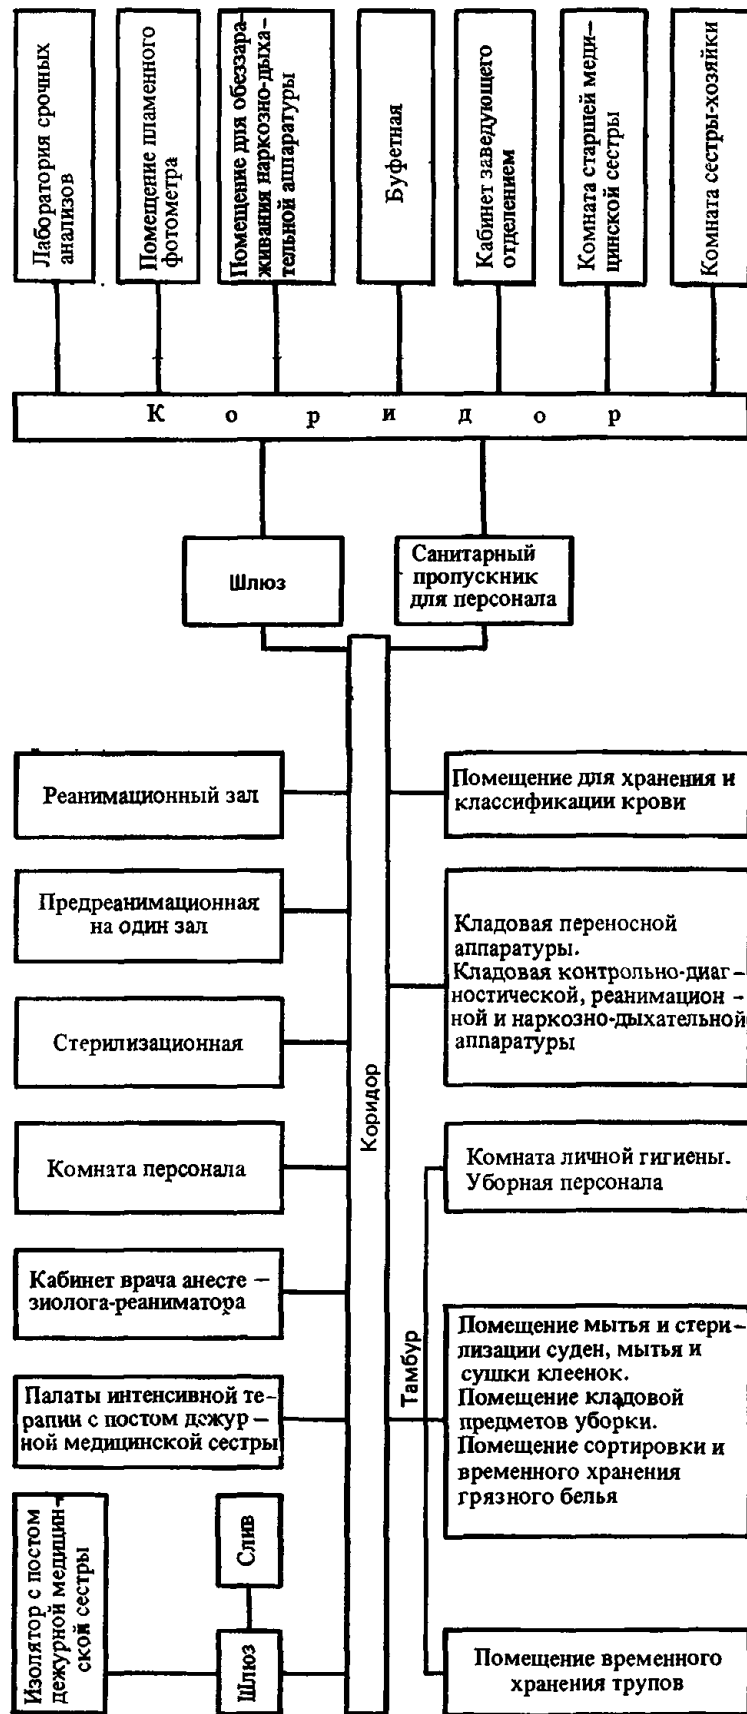 Лаборатория срочных
анализов
Помещение пламенного
фотометра
Помещение для обеззара-
живания наркозно-дыха-
тельной аппаратуры
Буфетная
Кабинет заведующего
отделением
Комната старшей меди-
цинской сестры
Комната сестры-хозяйки
Коридор
Шлюз
Санитарный
пропускник
для персонала
Коридор
Реанимационный зал
Предреанимационная
на один зал
Стерилизационная
Комната персонала
Кабинет врача анесте-
зиолога-реаниматора
Палаты интенсивной те-
рапии с постом дежур-
ной медицинской сестры
Изолятор с постом
дежурной медицин-
ской сестры
Слив
Шлюз
Помещение для хранения и
классификации крови
Кладовая переносной
аппаратуры.
Кладовая контрольно-диаг-
ностической, реанимацион-
ной и наркозно-дыхательной
аппаратуры
Тамбур
Комната личной гигиены.
Уборная персонала
Помещение мытья и стери-
лизации суден, мытья и
сушки клеенок.
Помещение кладовой
предметов уборки.
Помещение сортировки и
временного хранения
грязного белья
Помещение временного
хранения трупов